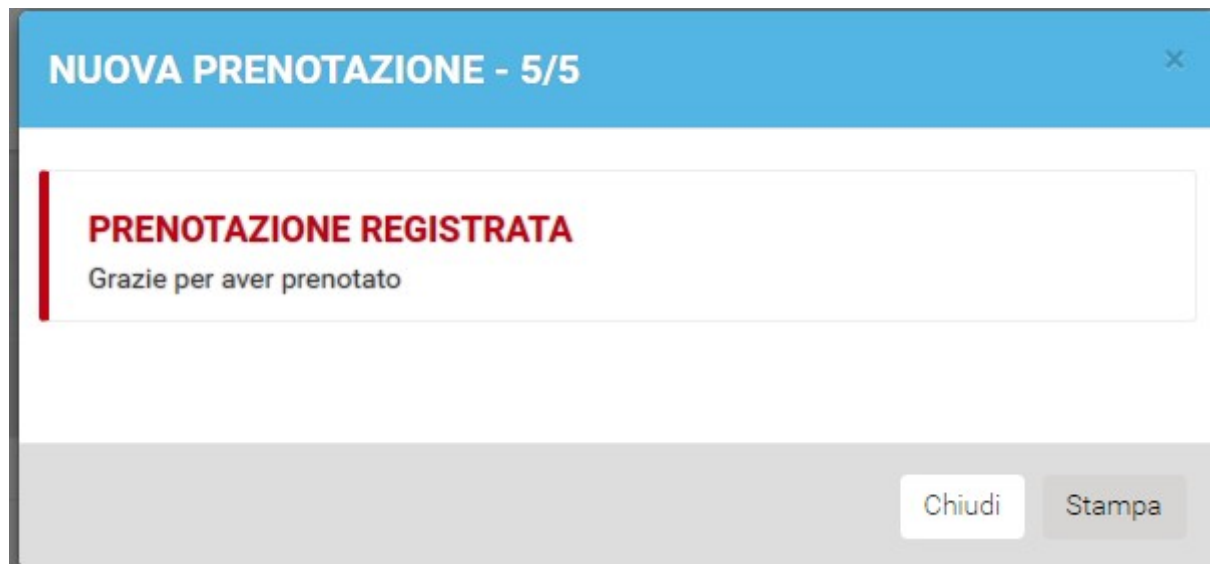 NUOVA PRENOTAZIONE - 5/5
×
PRENOTAZIONE REGISTRATA
Grazie per aver prenotato
Chiudi Stampa